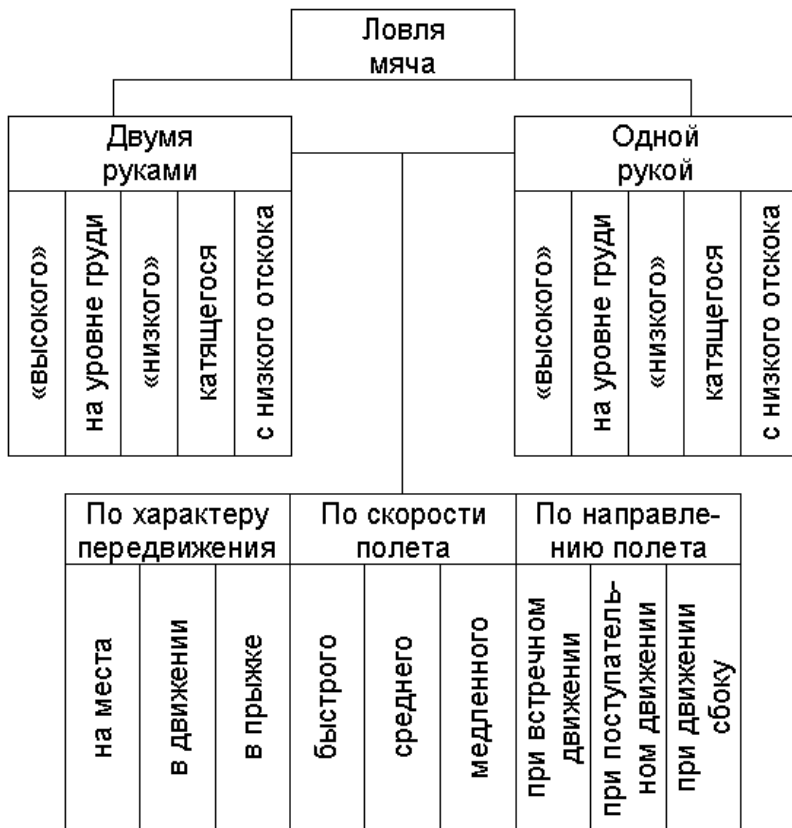 Ловля
мяча
Двумя
руками
«высокого»
на уровне груди
«низкого»
катящегося
с низкого отскока
Одной
рукой
«высокого»
на уровне груди
«низкого»
катящегося
с низкого отскока
По характеру
передвижения
на места
в движении
в прыжке
По скорости
полета
быстрого
среднего
медленного
По направле-
нию полета
при встречном
движении
при поступатель-
ном движении
при движении
сбоку